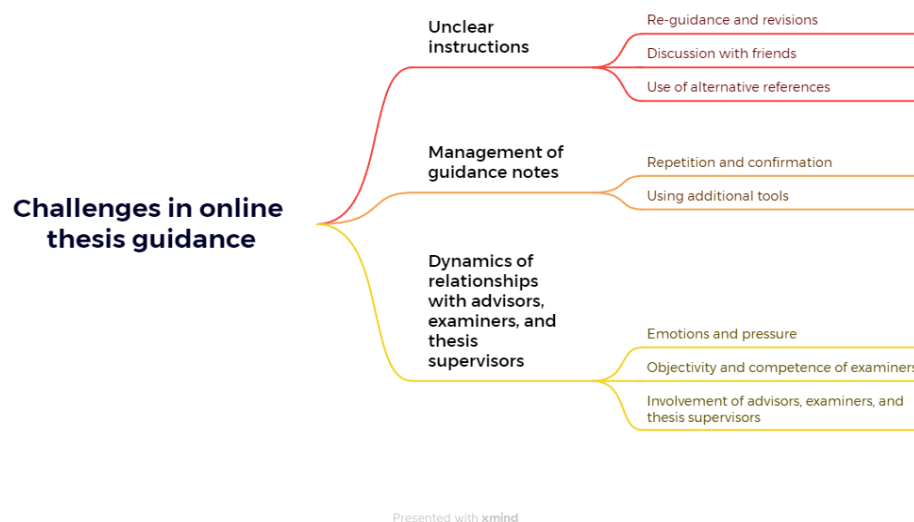 Challenges in online
thesis guidance
Unclear
instructions
Re-guidance and revisions
Discussion with friends
Use of alternative references
Management of
guidance notes
Repetition and confirmation
Using additional tools
Dynamics of
relationships
with advisors,
examiners, and
thesis
supervisors
Emotions and pressure
Objectivity and competence of examiners
Involvement of advisors, examiners, and
thesis supervisors
Presented with xmind